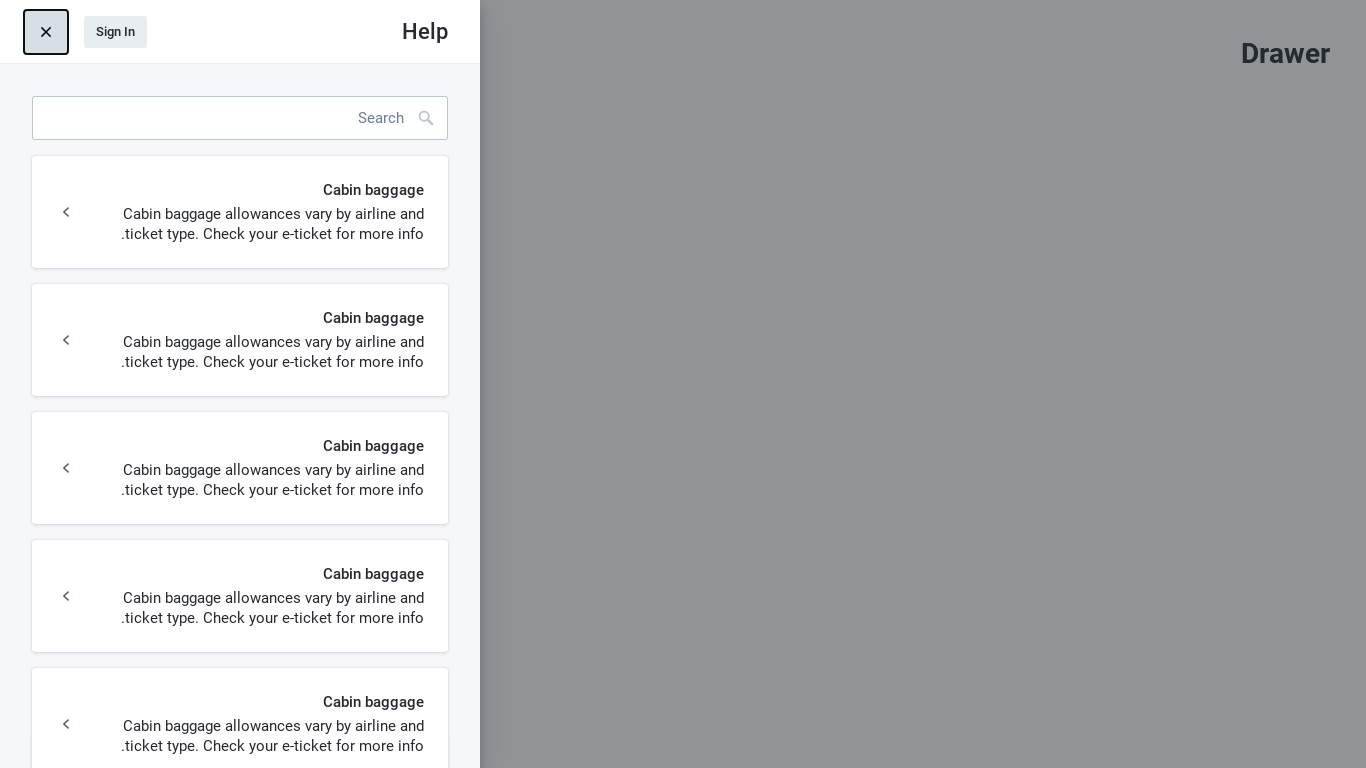 Sign In
Help
Drawer
Search
Cabin baggage
Cabin baggage allowances vary by airline and
.ticket type. Check your e-ticket for more info
Cabin baggage
Cabin baggage allowances vary by airline and
.ticket type. Check your e-ticket for more info
Cabin baggage
Cabin baggage allowances vary by airline and
.ticket type. Check your e-ticket for more info
Cabin baggage
Cabin baggage allowances vary by airline and
.ticket type. Check your e-ticket for more info
Cabin baggage
Cabin baggage allowances vary by airline and
.ticket type. Check your e-ticket for more info